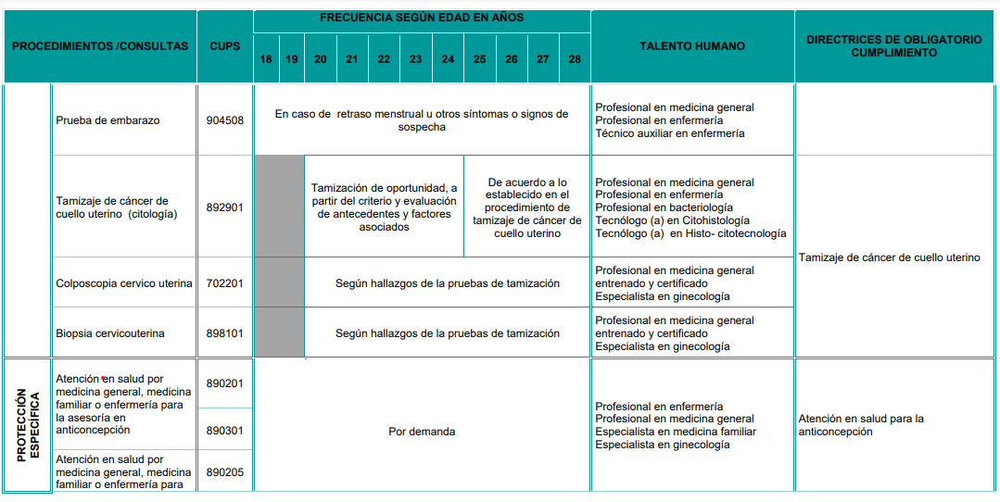 PROCEDIMIENTOS /CONSULTAS
CUPS
FRECUENCIA SEGÚN EDAD EN AÑOS
18 19 20 21 22 23 24 25 26 27 28
TALENTO HUMANO
DIRECTRICES DE OBLIGATORIO
CUMPLIMIENTO
Prueba de embarazo
904508
En caso de retraso menstrual u otros síntomas o signos de
sospecha
Profesional en medicina general
Profesional en enfermería
Técnico auxiliar en enfermería
Tamizaje de cáncer de
cuello uterino (citología)
892901
Tamización de oportunidad, a
partir del criterio y evaluación
de antecedentes y factores
asociados
De acuerdo a lo
establecido en el
procedimiento de
tamizaje de cáncer de
cuello uterino
Profesional en medicina general
Profesional en enfermería
Profesional en bacteriología
Tecnólogo (a) en Citohistología
Tecnólogo (a) en Histo- citotecnología
Tamizaje de cáncer de cuello uterino
Colposcopia cervico uterina
702201
Según hallazgos de la pruebas de tamización
Profesional en medicina general
entrenado y certificado
Especialista en ginecología
Biopsia cervicouterina
898101
Según hallazgos de la pruebas de tamización
Profesional en medicina general
entrenado y certificado
Especialista en ginecología
PROTECCIÓN
ESPECÍFICA
Atención en salud por
medicina general, medicina
familiar o enfermería para
la asesoría en
anticoncepción
890201
890301
Atención en salud por
medicina general, medicina
familiar o enfermería para
890205
Por demanda
Profesional en enfermería
Profesional en medicina general
Especialista en medicina familiar
Especialista en ginecología
Atención en salud para la
anticoncepción